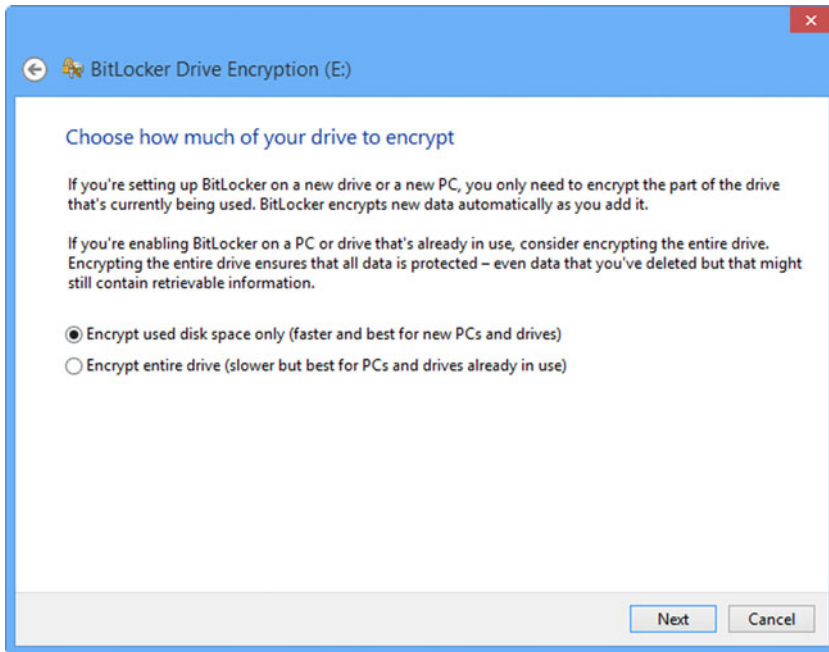 BitLocker Drive Encryption (E:)
Choose how much of your drive to encrypt
If you're setting up BitLocker on a new drive or a new PC, you only need to encrypt the part of the drive
that's currently being used. BitLocker encrypts new data automatically as you add it.
If you're enabling BitLocker on a PC or drive that's already in use, consider encrypting the entire drive.
Encrypting the entire drive ensures that all data is protected – even data that you've deleted but that might
still contain retrievable information.
Encrypt used disk space only (faster and best for new PCs and drives)
Encrypt entire drive (slower but best for PCs and drives already in use)
Next Cancel